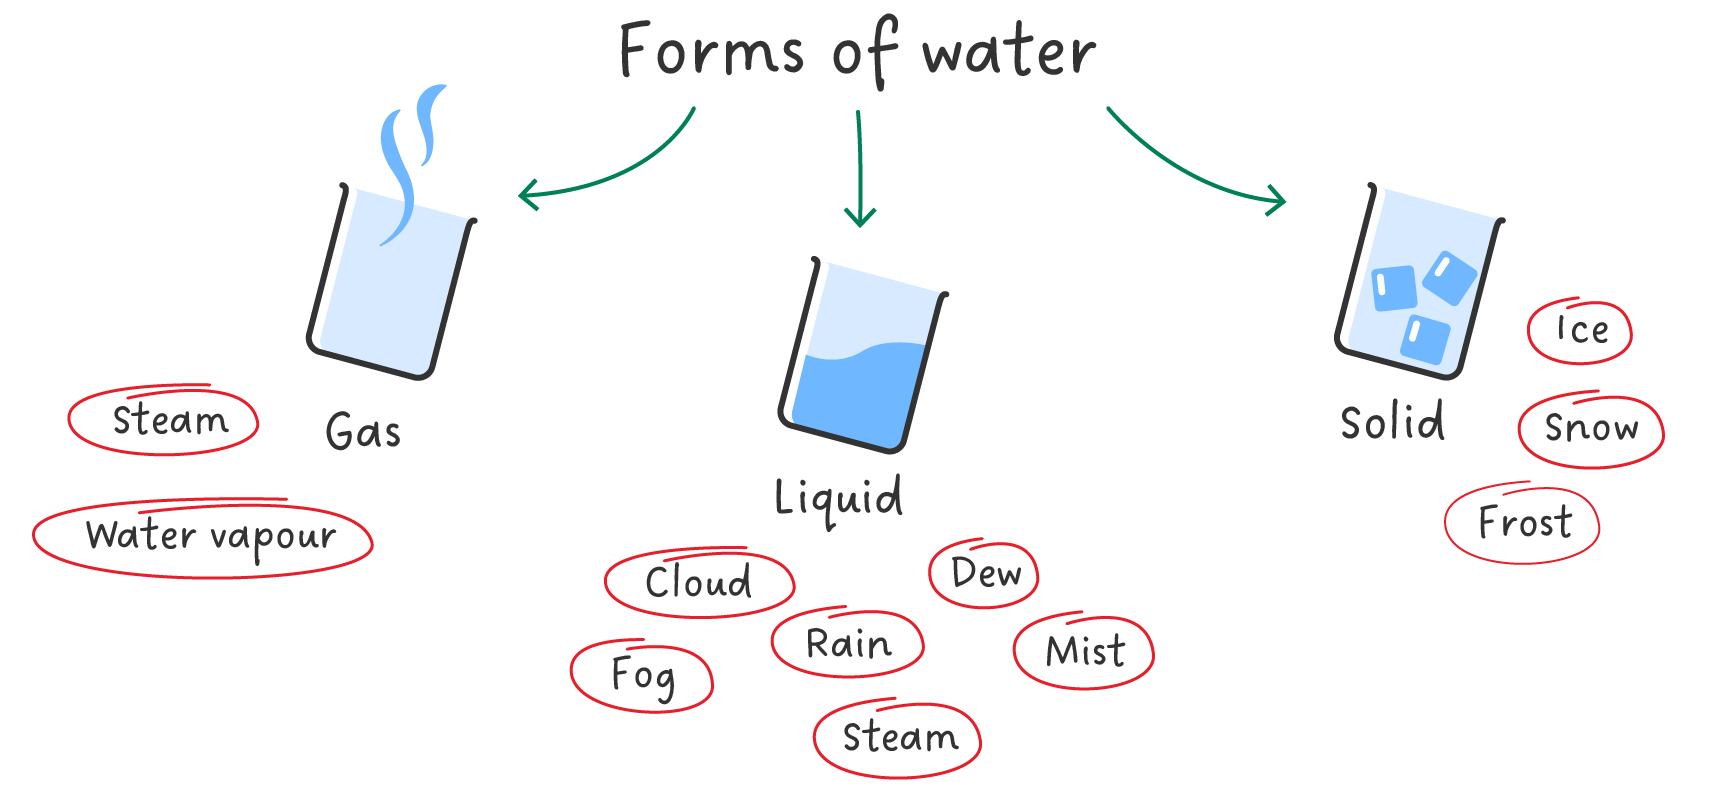 Forms of water
Gas
Steam
Water vapour
Liquid
Cloud
Dew
Rain
Mist
Fog
Steam
Solid
Ice
Snow
Frost